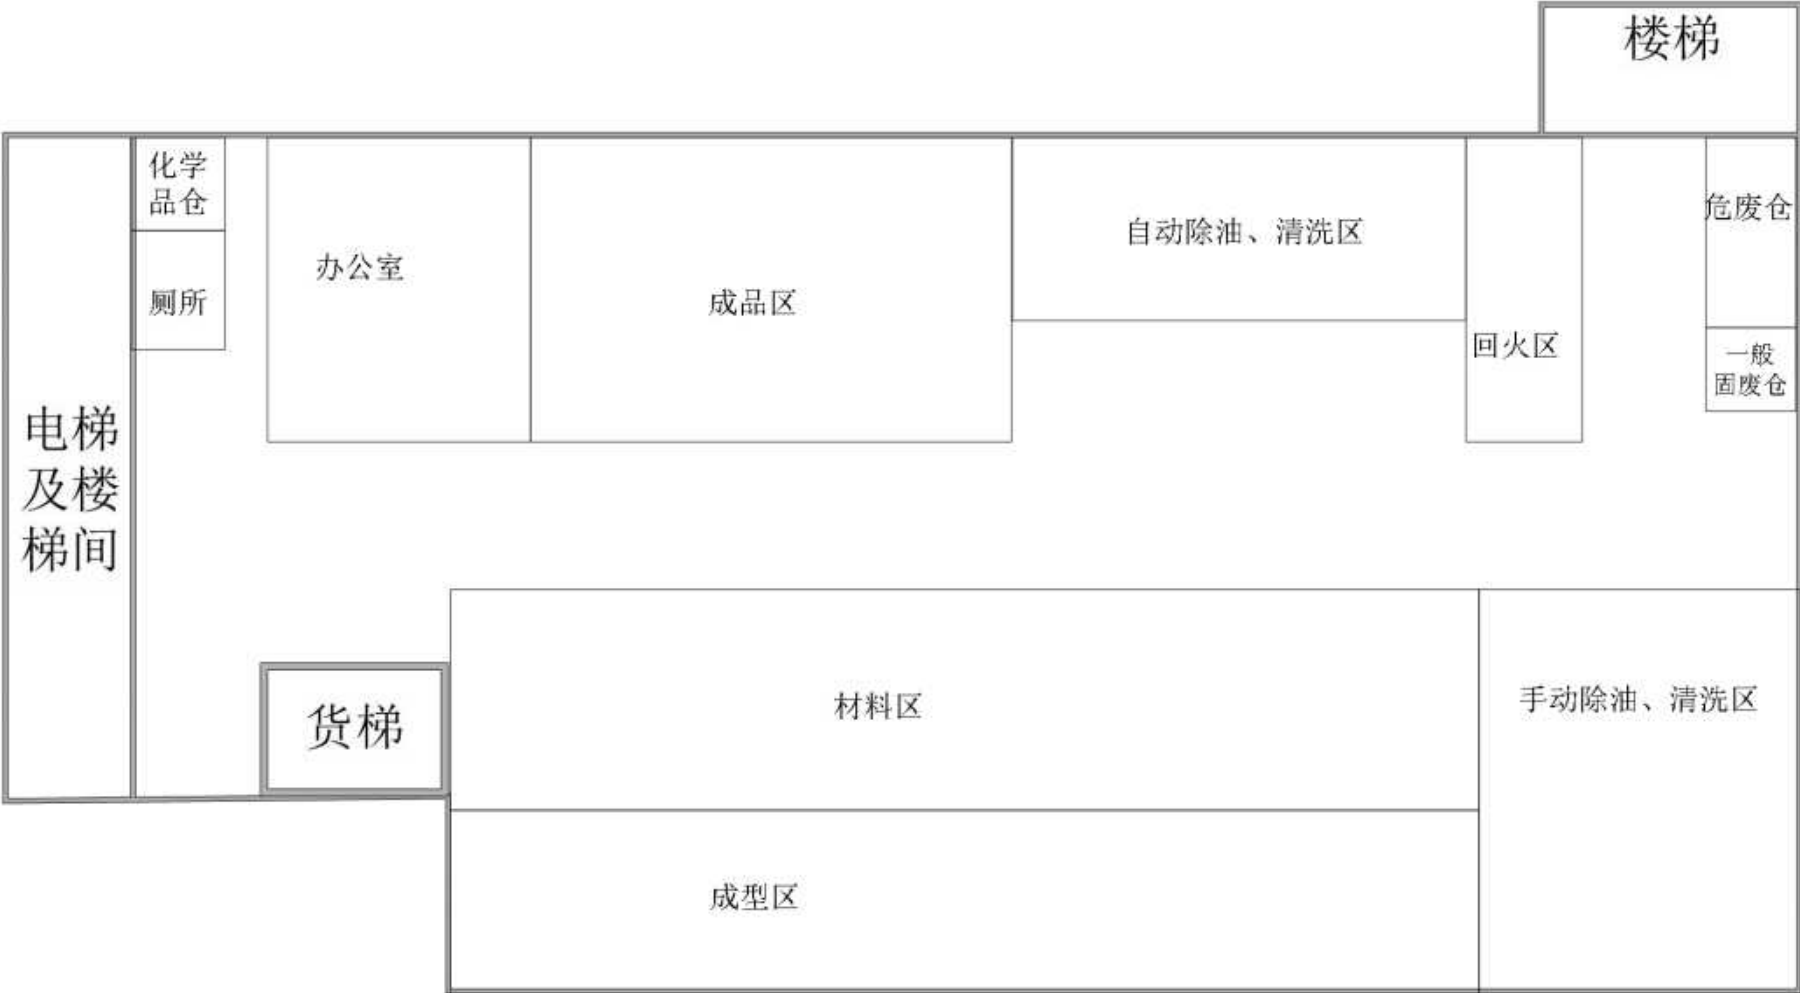 楼梯
化学
品仓
厕所
办公室
成品区
自动除油、清洗区
回火区
危废仓
一般
固废仓
电梯
及楼
梯间
货梯
材料区
手动除油、清洗区
成型区